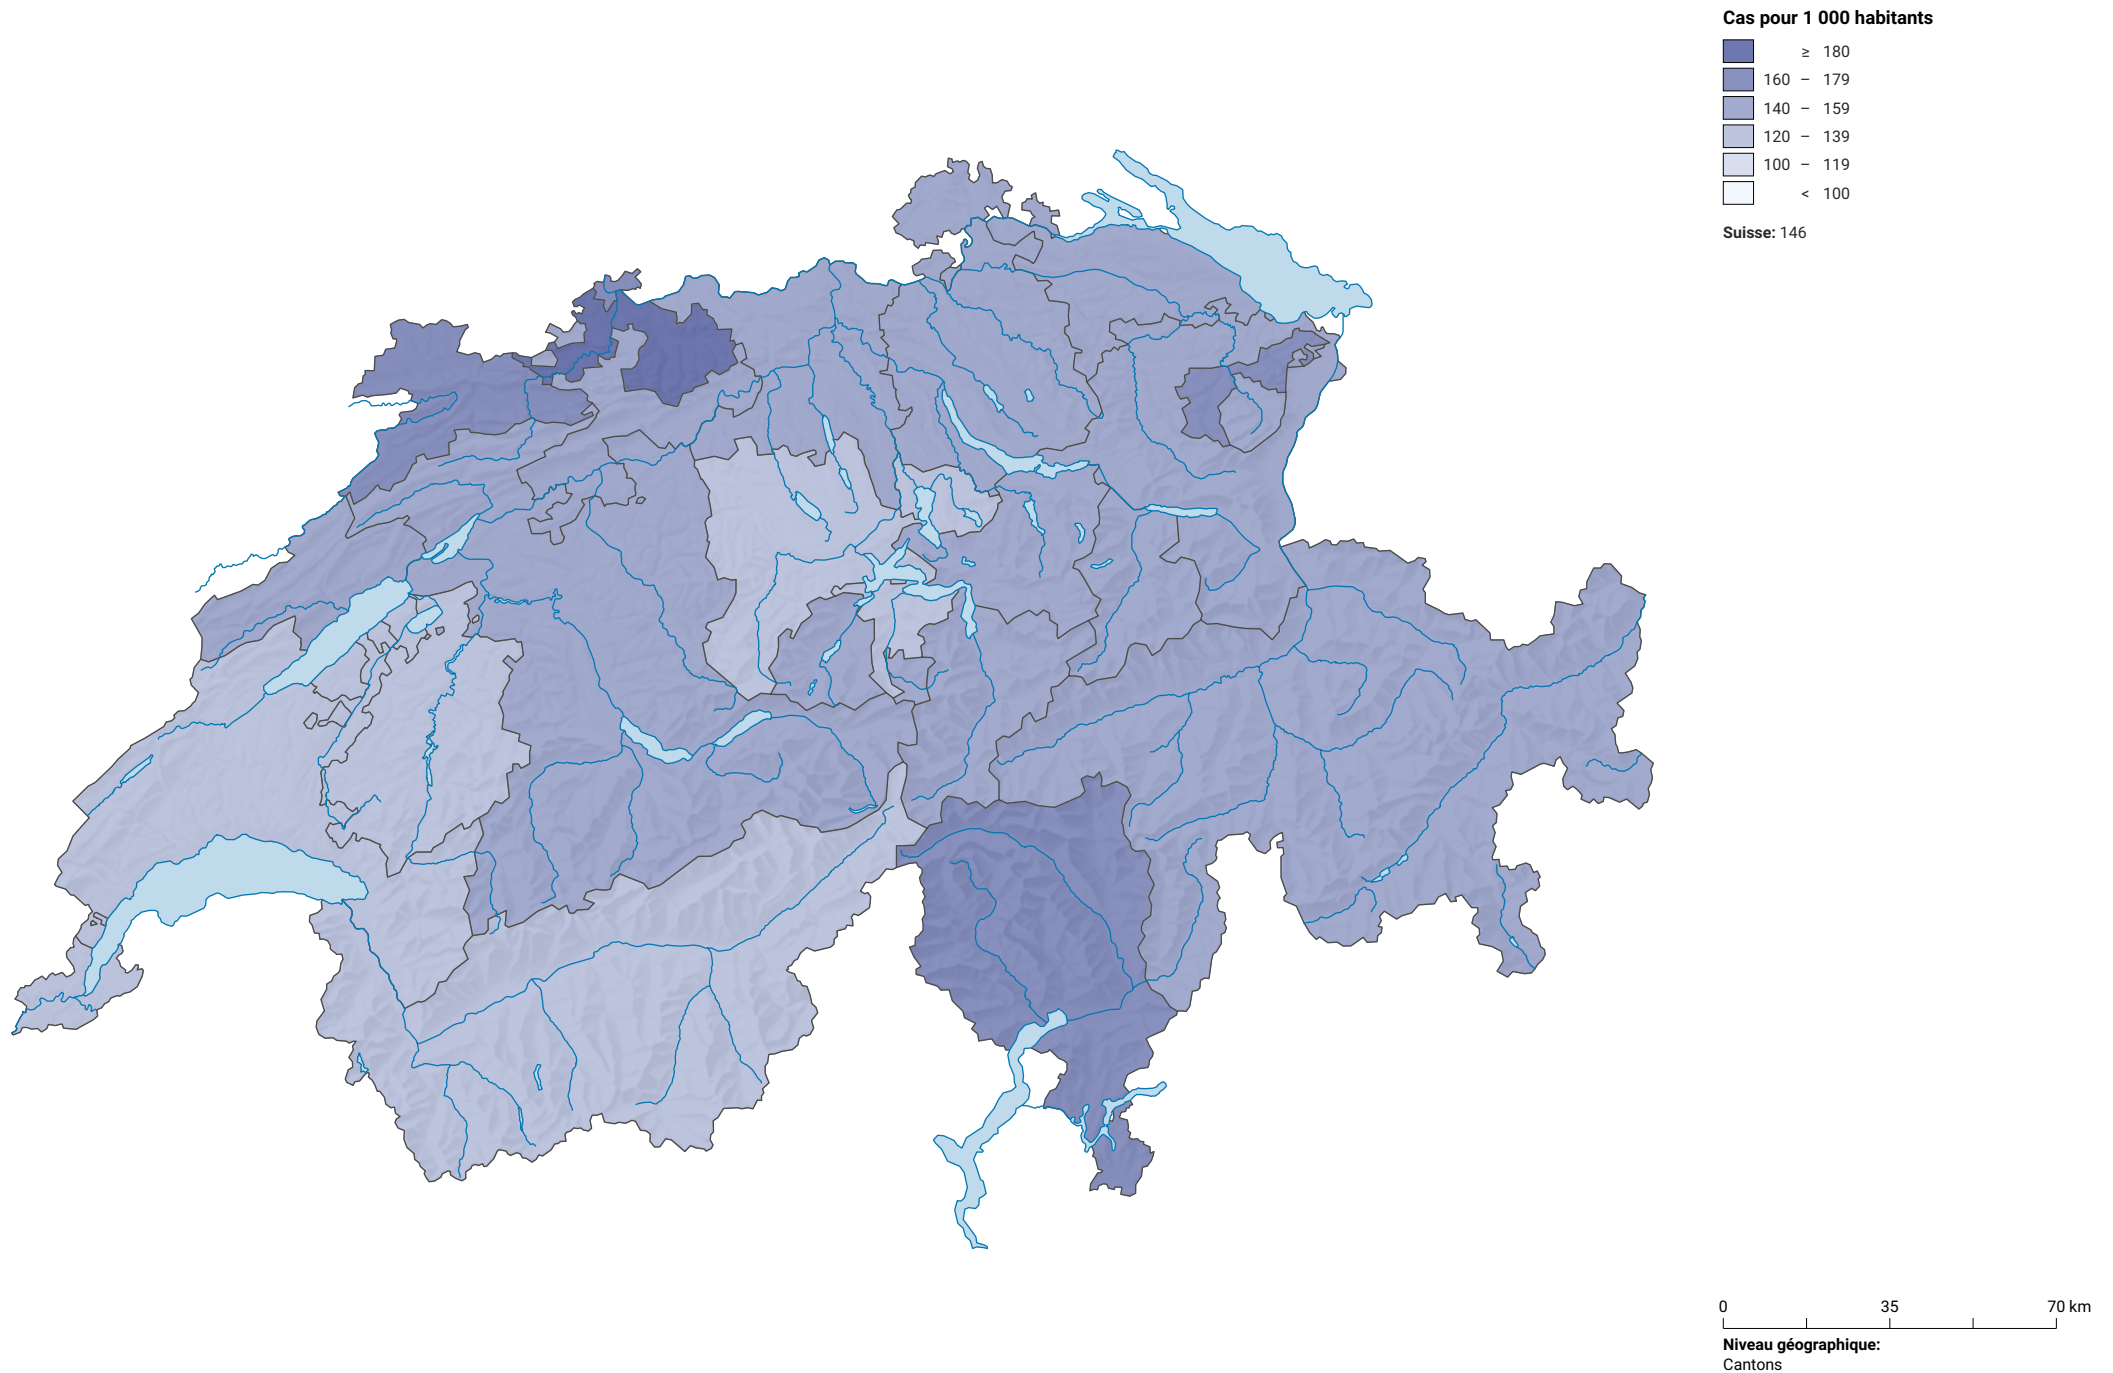 Cas pour 1 000 habitants
≥ 180
160 – 179
140 – 159
120 – 139
100 – 119
< 100
Suisse: 146
0 35 70 km
Niveau géographique:
Cantons